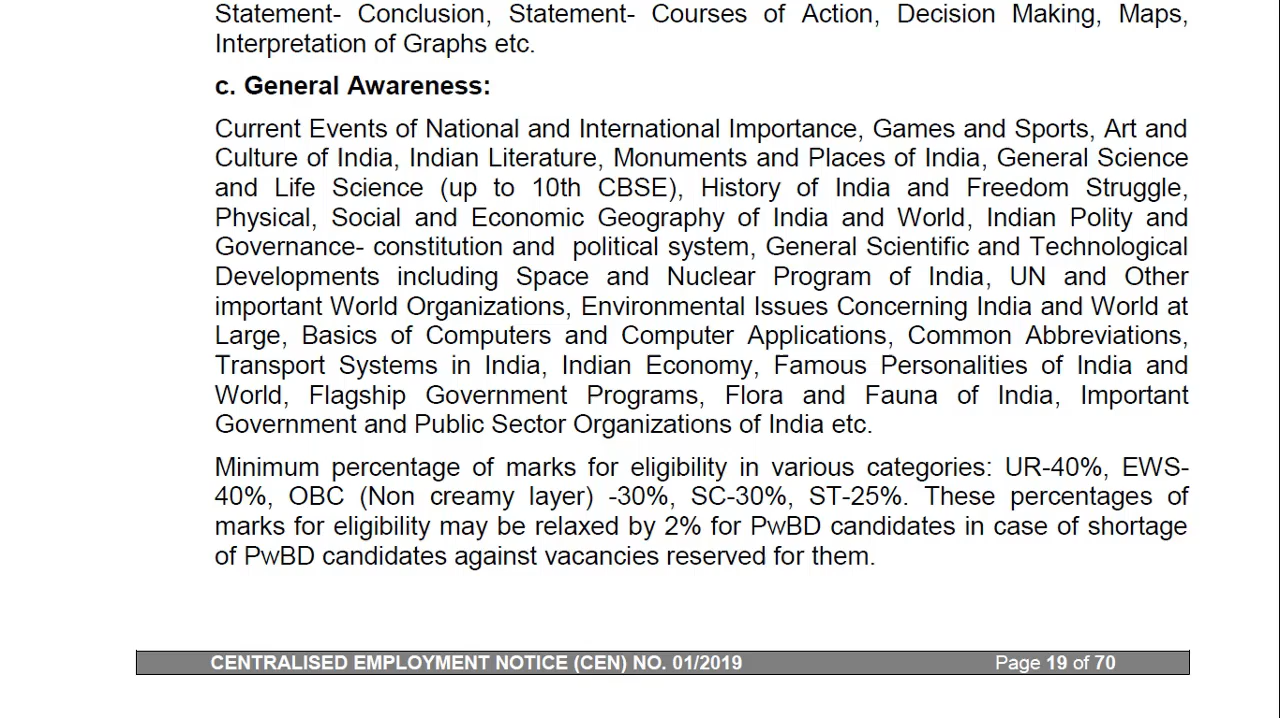 Statement- Conclusion, Statement- Courses of Action, Decision Making, Maps,
Interpretation of Graphs etc.
c. General Awareness:
Current Events of National and International Importance, Games and Sports, Art and
Culture of India, Indian Literature, Monuments and Places of India, General Science
and Life Science (up to 10th CBSE), History of India and Freedom Struggle,
Physical, Social and Economic Geography of India and World, Indian Polity and
Governance- constitution and political system, General Scientific and Technological
Developments including Space and Nuclear Program of India, UN and Other
important World Organizations, Environmental Issues Concerning India and World at
Large, Basics of Computers and Computer Applications, Common Abbreviations,
Transport Systems in India, Indian Economy, Famous Personalities of India and
World, Flagship Government Programs, Flora and Fauna of India, Important
Government and Public Sector Organizations of India etc.
Minimum percentage of marks for eligibility in various categories: UR-40%, EWS-
40%, OBC (Non creamy layer) -30%, SC-30%, ST-25%. These percentages of
marks for eligibility may be relaxed by 2% for PwBD candidates in case of shortage
of PwBD candidates against vacancies reserved for them.
CENTRALISED EMPLOYMENT NOTICE (CEN) NO. 01/2019 Page 19 of 70